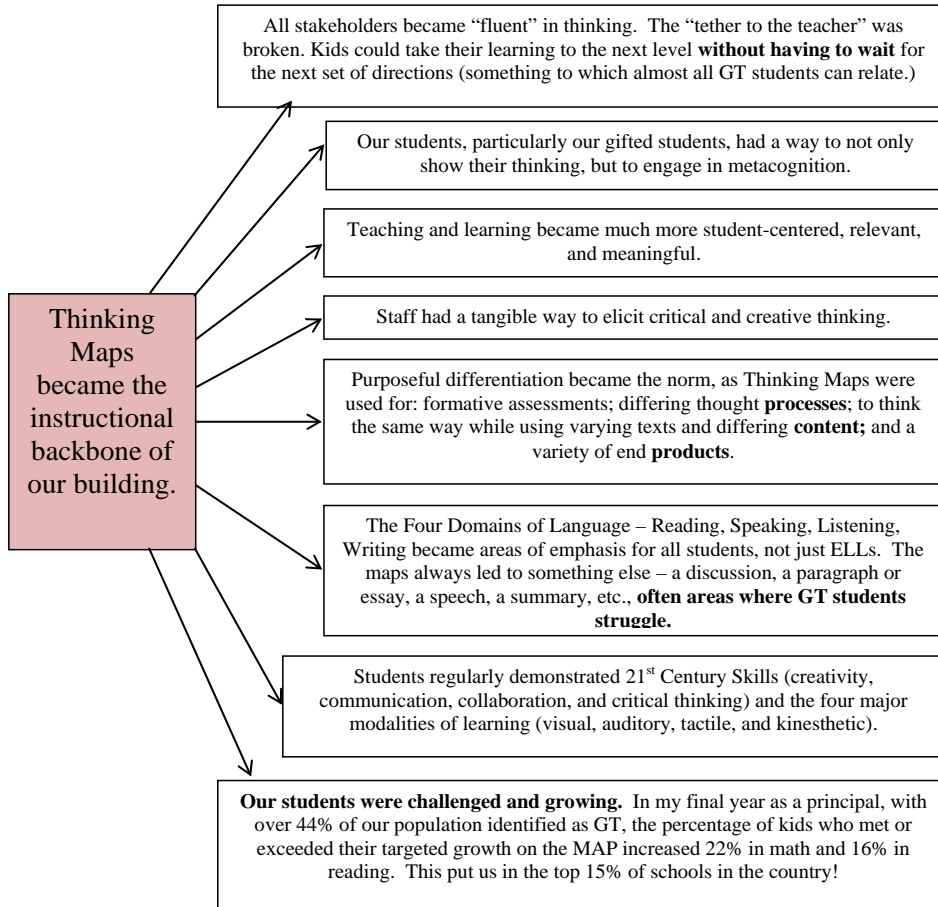 All stakeholders became “fluent” in thinking.  The “tether to the teacher” was
broken. Kids could take their learning to the next level without having to wait for
the next set of directions (something to which almost all GT students can relate.)
Our students, particularly our gifted students, had a way to not only
show their thinking, but to engage in metacognition.
Teaching and learning became much more student-centered, relevant,
and meaningful.
Thinking
Maps
became the
instructional
backbone of
our building.
Staff had a tangible way to elicit critical and creative thinking.
Purposeful differentiation became the norm, as Thinking Maps were
used for: formative assessments; differing thought processes; to think
the same way while using varying texts and differing content; and a
variety of end products.
The Four Domains of Language – Reading, Speaking, Listening,
Writing became areas of emphasis for all students, not just ELLs.  The
maps always led to something else – a discussion, a paragraph or
essay, a speech, a summary, etc., often areas where GT students
struggle.
Students regularly demonstrated 21st Century Skills (creativity,
communication, collaboration, and critical thinking) and the four major
modalities of learning (visual, auditory, tactile, and kinesthetic).
Our students were challenged and growing.  In my final year as a principal, with
over 44% of our population identified as GT, the percentage of kids who met or
exceeded their targeted growth on the MAP increased 22% in math and 16% in
reading.  This put us in the top 15% of schools in the country!